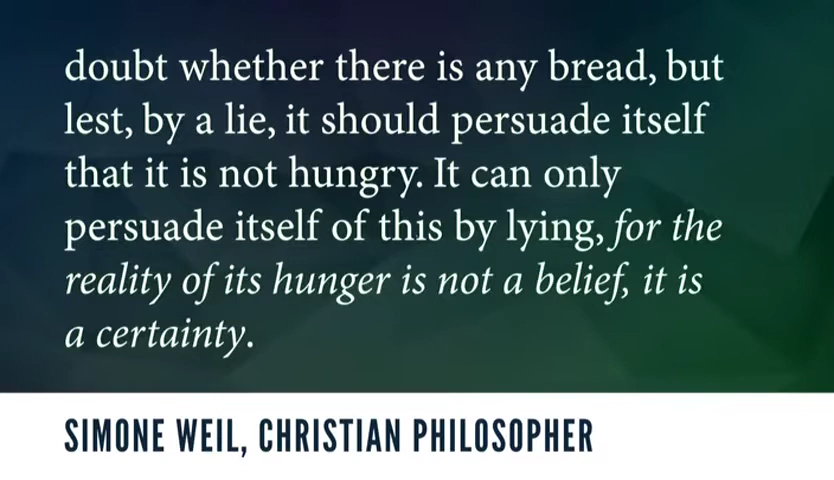 doubt whether there is any bread, but
lest, by a lie, it should persuade itself
that it is not hungry. It can only
persuade itself of this by lying, for the
reality of its hunger is not a belief, it is
a certainty.
SIMONE WEIL, CHRISTIAN PHILOSOPHER